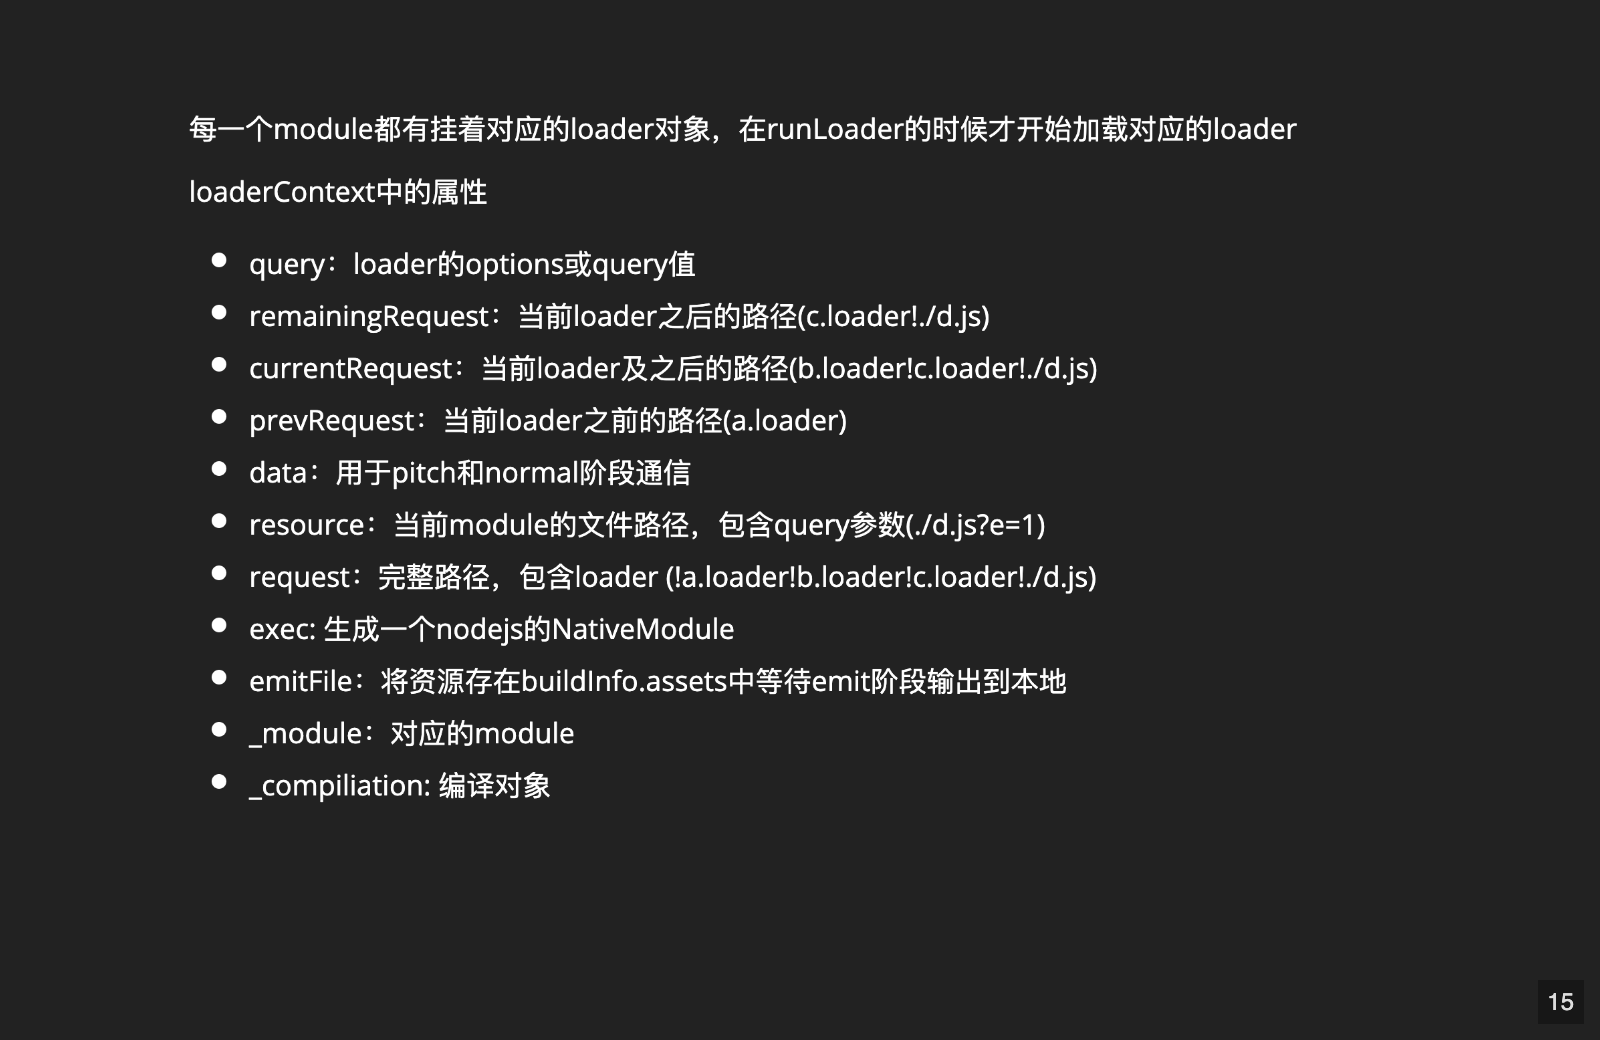 每一个module都有挂着对应的loader对象，在runLoader的时候才开始加载对应的loader
loaderContext中的属性
• query：loader的options或query值
• remainingRequest：当前loader之后的路径(c.loader!./d.js)
• currentRequest：当前loader及之后的路径(b.loader!c.loader!./d.js)
• prevRequest：当前loader之前的路径(a.loader)
• data：用于pitch和normal阶段通信
• resource：当前module的文件路径，包含query参数(./d.js?e=1)
• request：完整路径，包含loader (!a.loader!b.loader!c.loader!./d.js)
• exec: 生成一个nodejs的NativeModule
• emitFile：将资源存在buildInfo.assets中等待emit阶段输出到本地
• _module：对应的module
• _compiliation: 编译对象
15